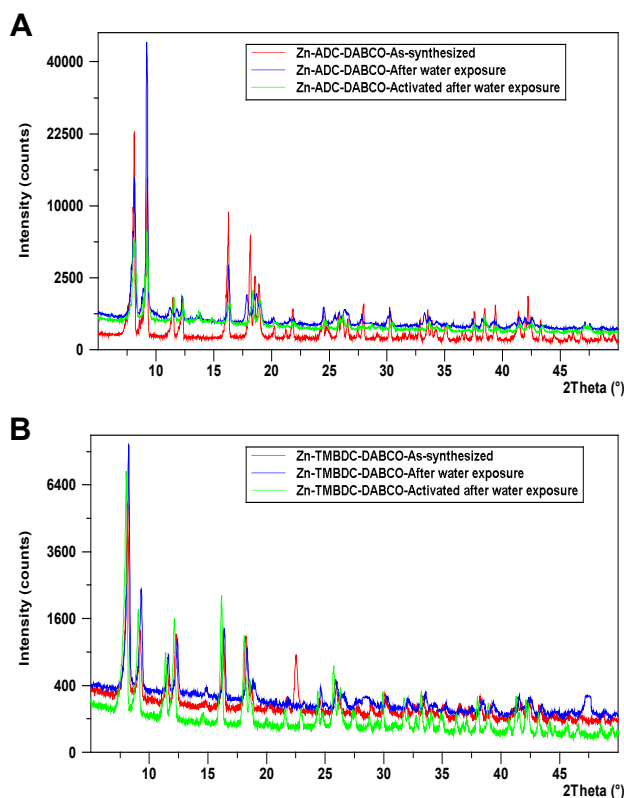 A
Zn-ADC-DABCO-As-synthesized
Zn-ADC-DABCO-After water exposure
Zn-ADC-DABCO-Activated after water exposure
Intensity (counts)
40000
22500
10000
2500
0
10 15 20 25 30 35 40 45
2Theta (°)
B
Zn-TMBDC-DABCO-As-synthesized
Zn-TMBDC-DABCO-After water exposure
Zn-TMBDC-DABCO-Activated after water exposure
Intensity (counts)
6400
3600
1600
400
0
10 15 20 25 30 35 40 45
2Theta (°)